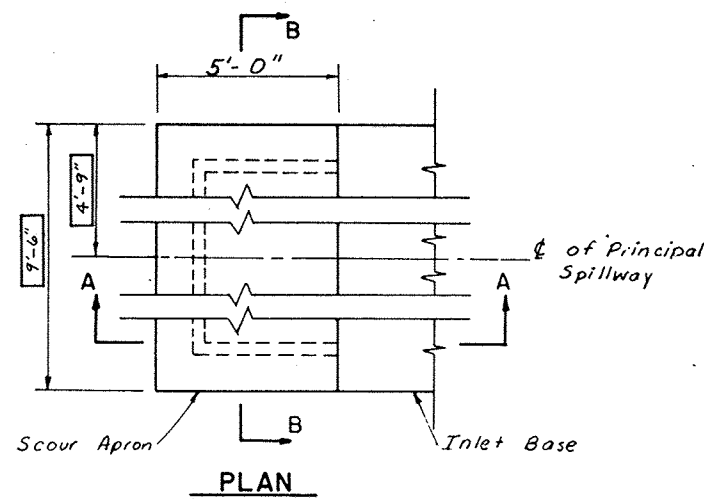 B
5'-0"
4'-9"
9'-6"
℄ of Principal
Spillway
A
A
B
Scour Apron
Inlet Base
PLAN